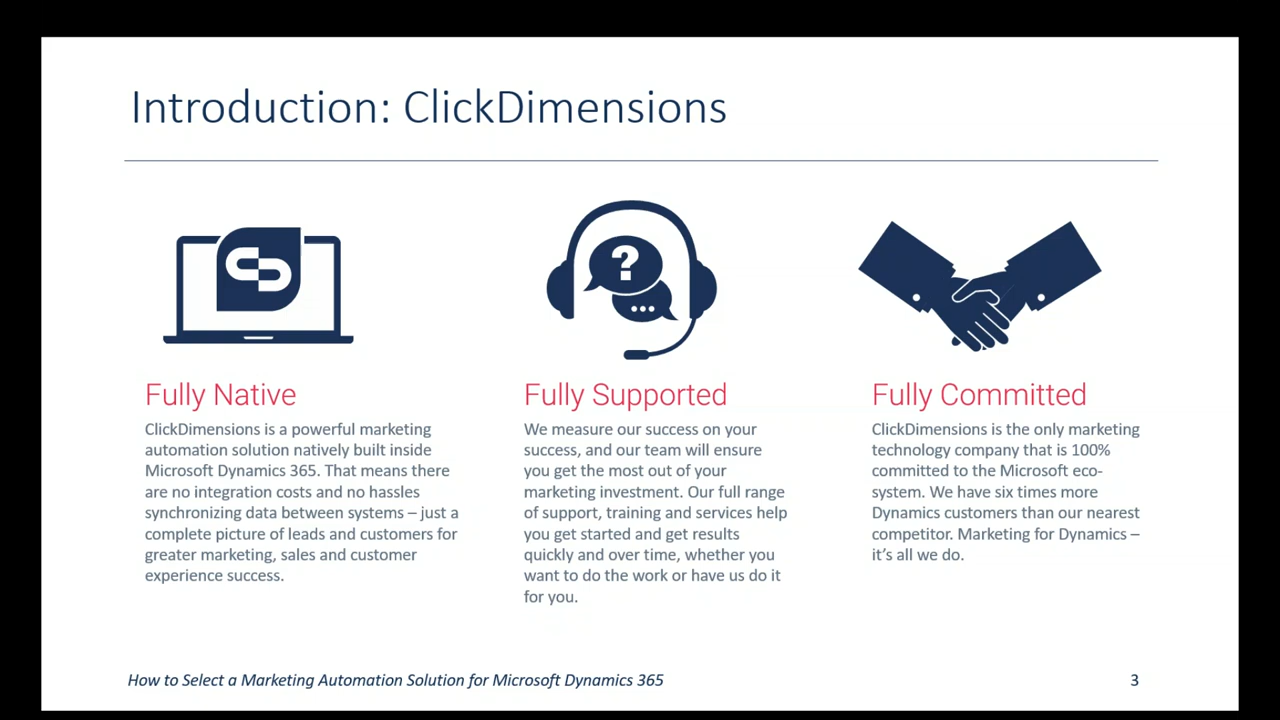 Introduction: ClickDimensions
?
Fully Native
ClickDimensions is a powerful marketing
automation solution natively built inside
Microsoft Dynamics 365. That means there
are no integration costs and no hassles
synchronizing data between systems – just a
complete picture of leads and customers for
greater marketing, sales and customer
experience success.
Fully Supported
We measure our success on your
success, and our team will ensure
you get the most out of your
marketing investment. Our full range
of support, training and services help
you get started and get results
quickly and over time, whether you
want to do the work or have us do it
for you.
Fully Committed
ClickDimensions is the only marketing
technology company that is 100%
committed to the Microsoft eco-
system. We have six times more
Dynamics customers than our nearest
competitor. Marketing for Dynamics –
it's all we do.
How to Select a Marketing Automation Solution for Microsoft Dynamics 365
3